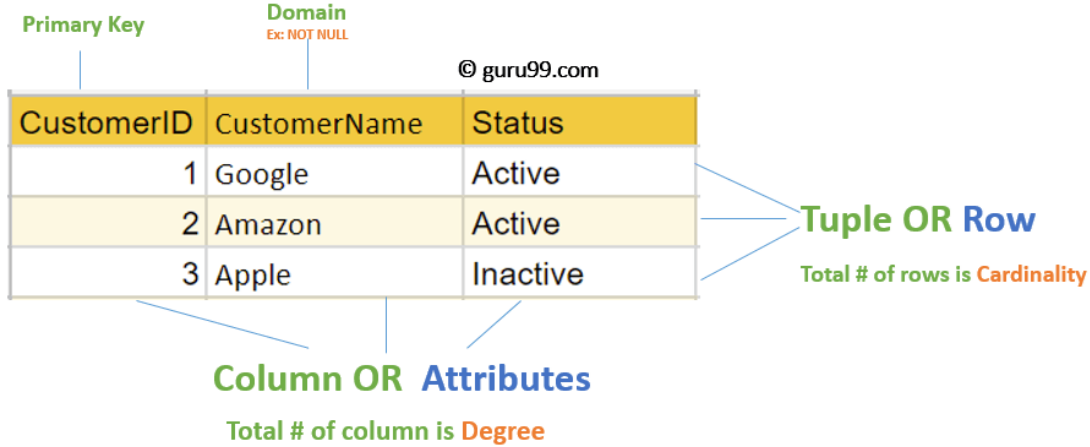 Primary Key
Domain
Ex: NOT NULL
© guru99.com
CustomerID CustomerName Status
1 Google Active
2 Amazon Active
3 Apple Inactive
Tuple OR Row
Total # of rows is Cardinality
Column OR Attributes
Total # of column is Degree